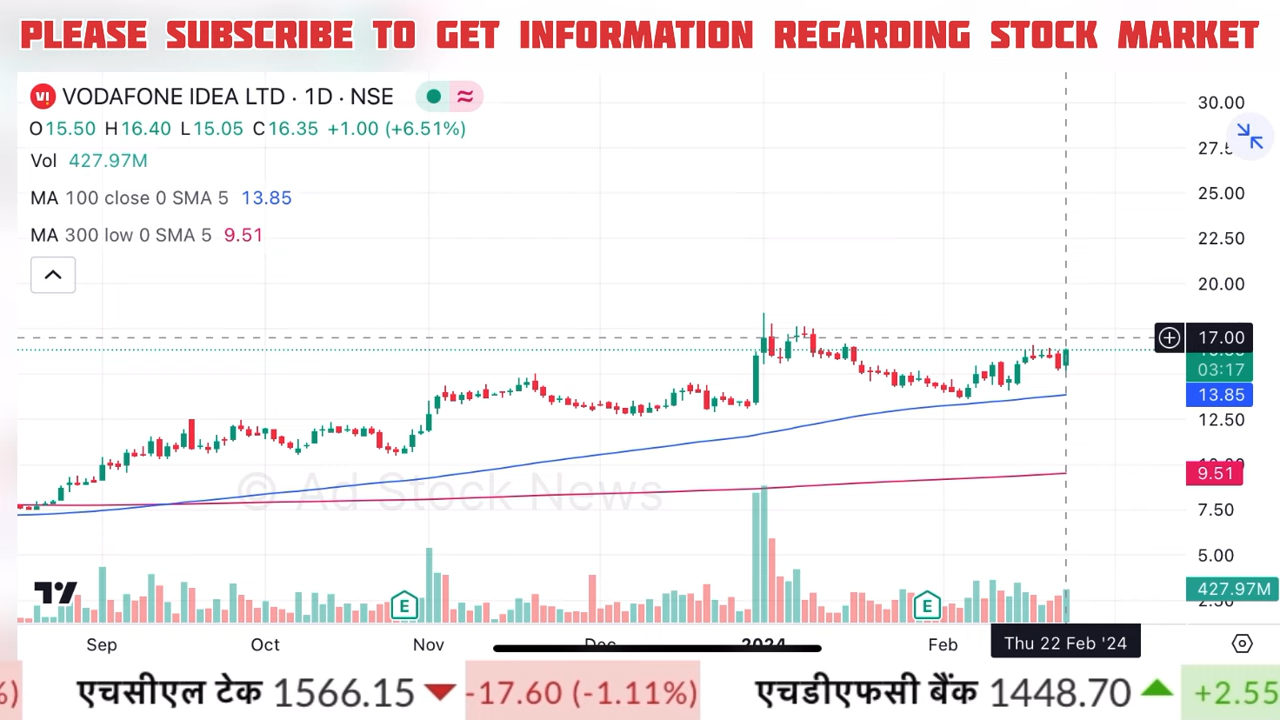 PLEASE SUBSCRIBE TO GET INFORMATION REGARDING STOCK MARKET
VODAFONE IDEA LTD · 1D · NSE
O15.50 H16.40 L15.05 C16.35 +1.00 (+6.51%)
Vol 427.97M
MA 100 close 0 SMA 5 13.85
MA 300 low 0 SMA 5 9.51
30.00
25.00
22.50
20.00
17.00
03:17
13.85
12.50
9.51
7.50
5.00
427.97M
© Ad Stock News
E E
Sep Oct Nov Dec 2024 Feb Thu 22 Feb '24
%) एचसीएल टेक 1566.15 -17.60 (-1.11%) एचडीएफसी बैंक 1448.70 +2.55